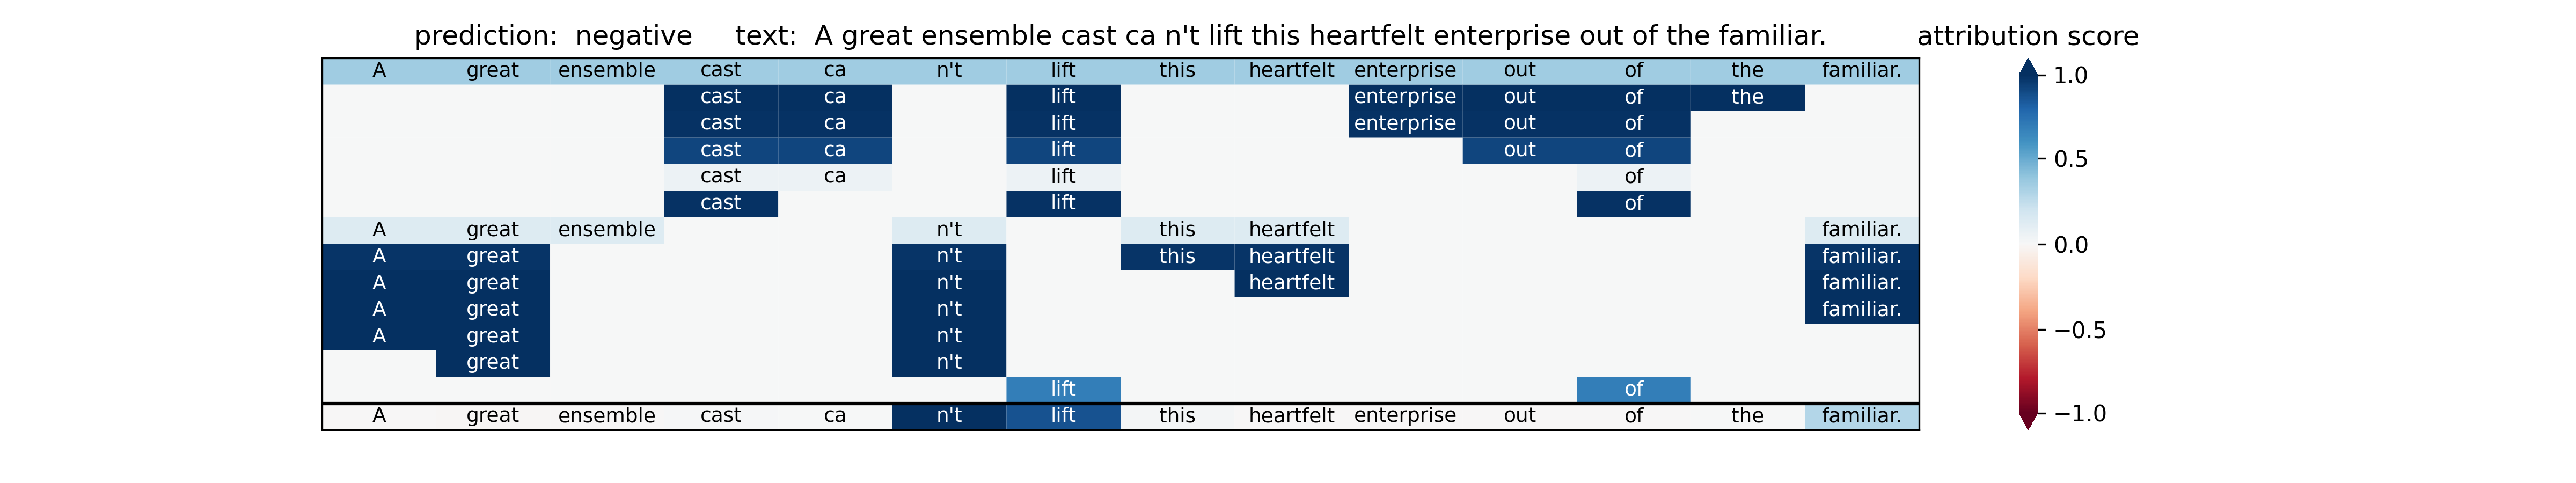 prediction:  negative     text:  A great ensemble cast ca n't lift this heartfelt enterprise out of the familiar.
attribution score
A great ensemble cast ca n't lift this heartfelt enterprise out of the familiar.
cast ca lift enterprise out of the
cast ca lift enterprise out of
cast ca lift out of
cast ca lift of
cast lift of
A great ensemble n't this heartfelt familiar.
A great n't this heartfelt familiar.
A great n't heartfelt familiar.
A great n't familiar.
A great n't
great n't
lift of
A great ensemble cast ca n't lift this heartfelt enterprise out of the familiar.
1.0
0.5
0.0
−0.5
−1.0